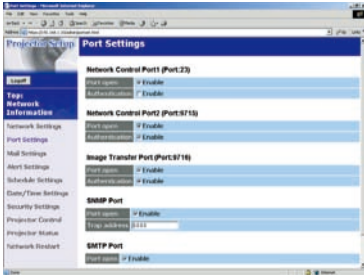 Projector Setup
Port Settings
Logoff
Top:
Network
Information
Network Settings
Port Settings
Mail Settings
Alert Settings
Schedule Settings
Date/Time Settings
Security Settings
Projector Control
Projector Status
Network Restart
Network Control Port1 (Port:23)
Port open Enable
Authentication Enable
Network Control Port2 (Port:9715)
Port open Enable
Authentication Enable
Image Transfer Port (Port:9716)
Port open Enable
Authentication Enable
SNMP Port
Port open Enable
Trap address
SMTP Port
Port open Enable